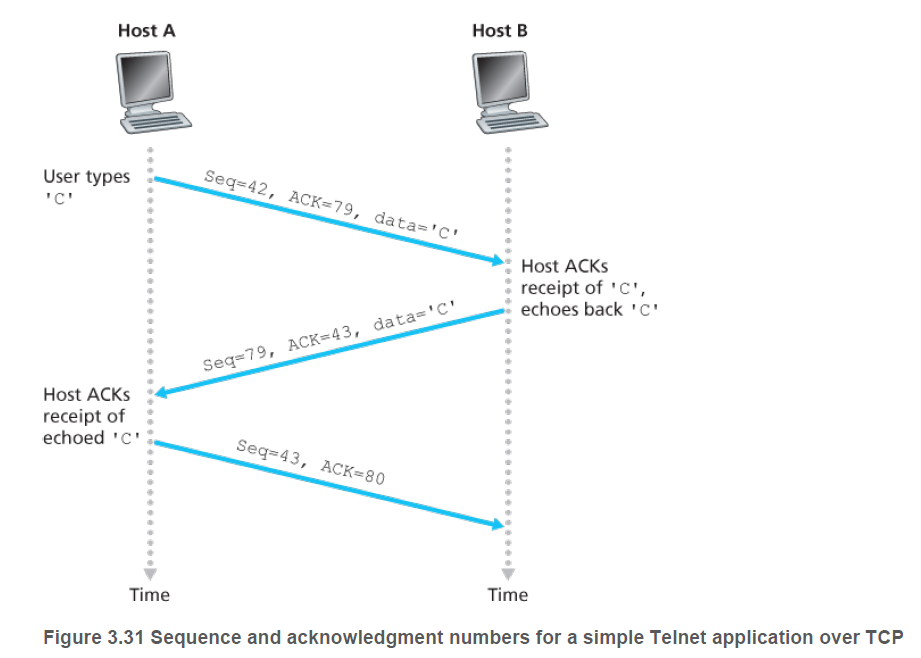 Host A
Host B
User types
'C'
Seq=42, ACK=79, data='C'
Host ACKs
receipt of 'C',
echoes back 'C'
Seq=79, ACK=43, data='C'
Host ACKs
receipt of
echoed 'C'
Seq=43, ACK=80
Time
Time
Figure 3.31 Sequence and acknowledgment numbers for a simple Telnet application over TCP